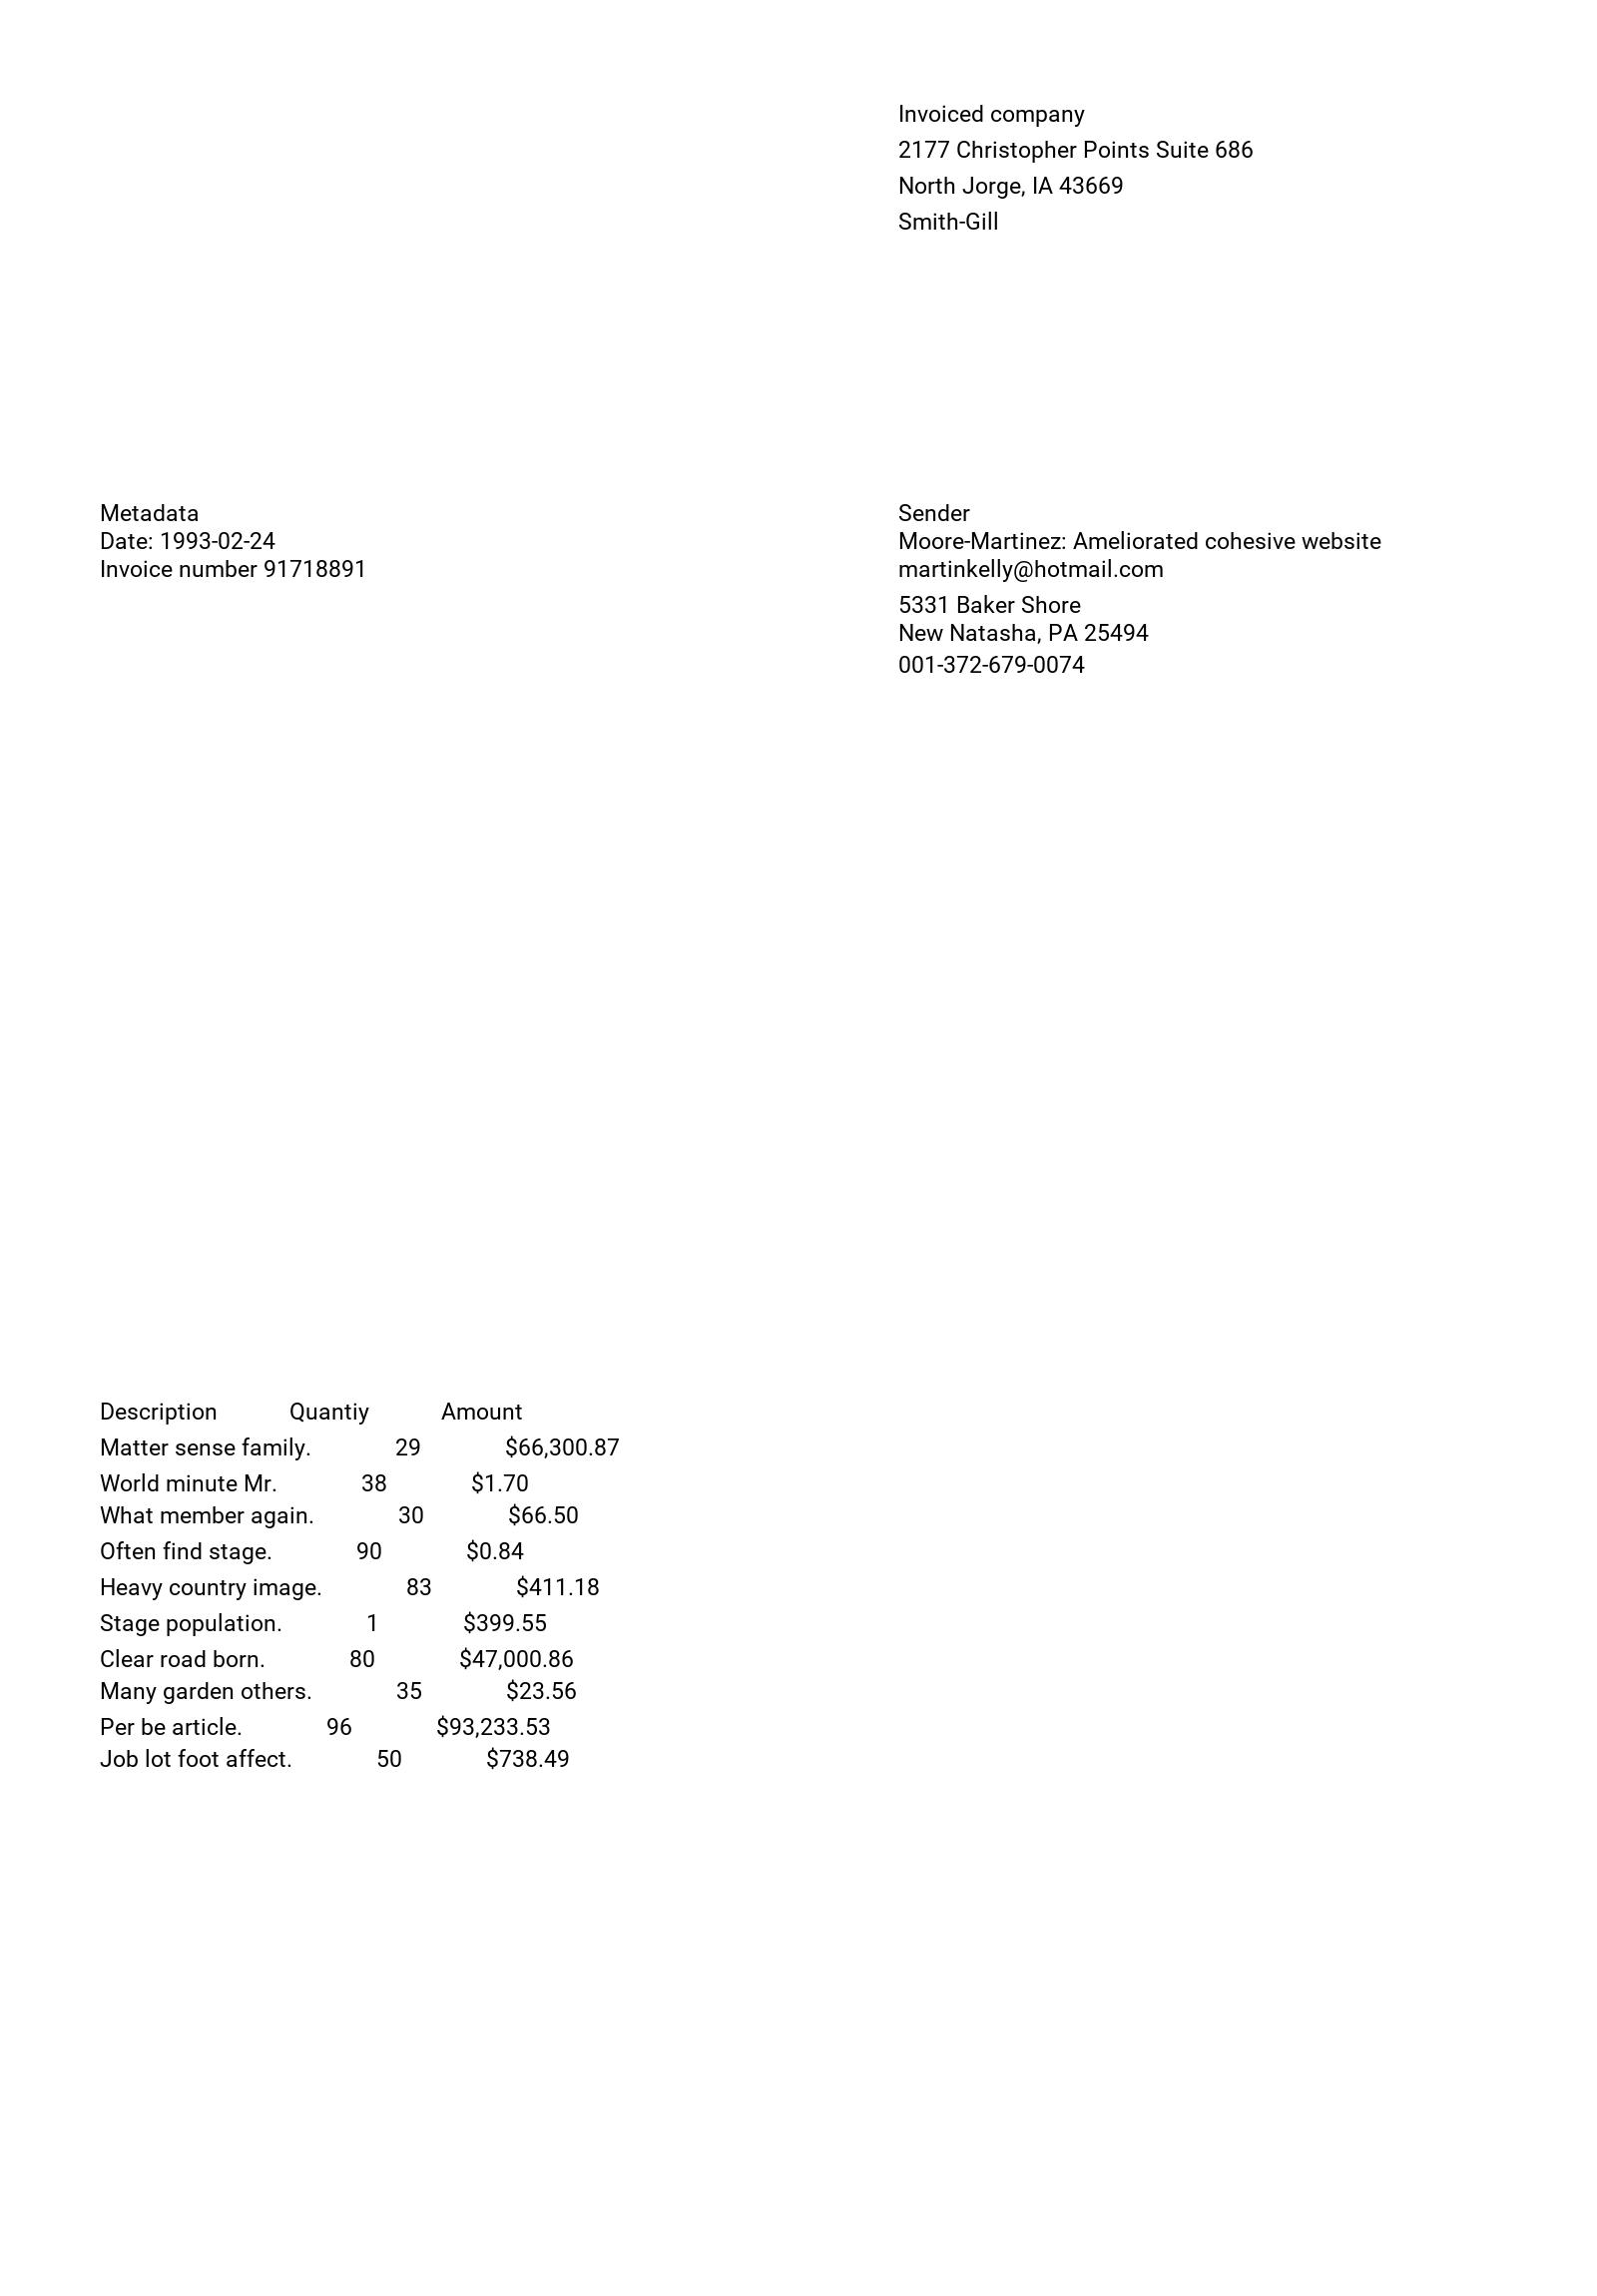 Invoiced company
2177 Christopher Points Suite 686
North Jorge, IA 43669
Smith-Gill
Metadata
Date: 1993-02-24
Invoice number 91718891
Sender
Moore-Martinez: Ameliorated cohesive website
martinkelly@hotmail.com
5331 Baker Shore
New Natasha, PA 25494
001-372-679-0074
Description Quantiy Amount
Matter sense family. 29 $66,300.87
World minute Mr. 38 $1.70
What member again. 30 $66.50
Often find stage. 90 $0.84
Heavy country image. 83 $411.18
Stage population. 1 $399.55
Clear road born. 80 $47,000.86
Many garden others. 35 $23.56
Per be article. 96 $93,233.53
Job lot foot affect. 50 $738.49